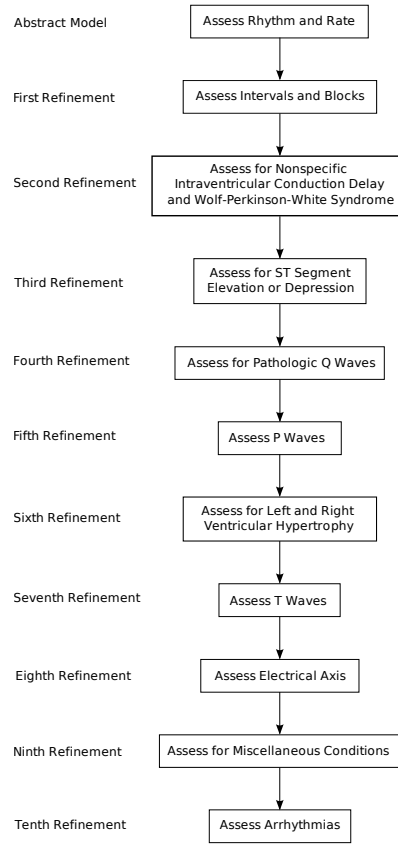 Abstract Model
Assess Rhythm and Rate
First Refinement
Assess Intervals and Blocks
Second Refinement
Assess for Nonspecific
Intraventricular Conduction Delay
and Wolf-Perkinson-White Syndrome
Third Refinement
Assess for ST Segment
Elevation or Depression
Fourth Refinement
Assess for Pathologic Q Waves
Fifth Refinement
Assess P Waves
Sixth Refinement
Assess for Left and Right
Ventricular Hypertrophy
Seventh Refinement
Assess T Waves
Eighth Refinement
Assess Electrical Axis
Ninth Refinement
Assess for Miscellaneous Conditions
Tenth Refinement
Assess Arrhythmias